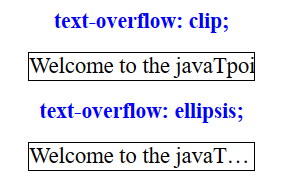 text-overflow: clip;
Welcome to the javaTpoi
text-overflow: ellipsis;
Welcome to the javaT…